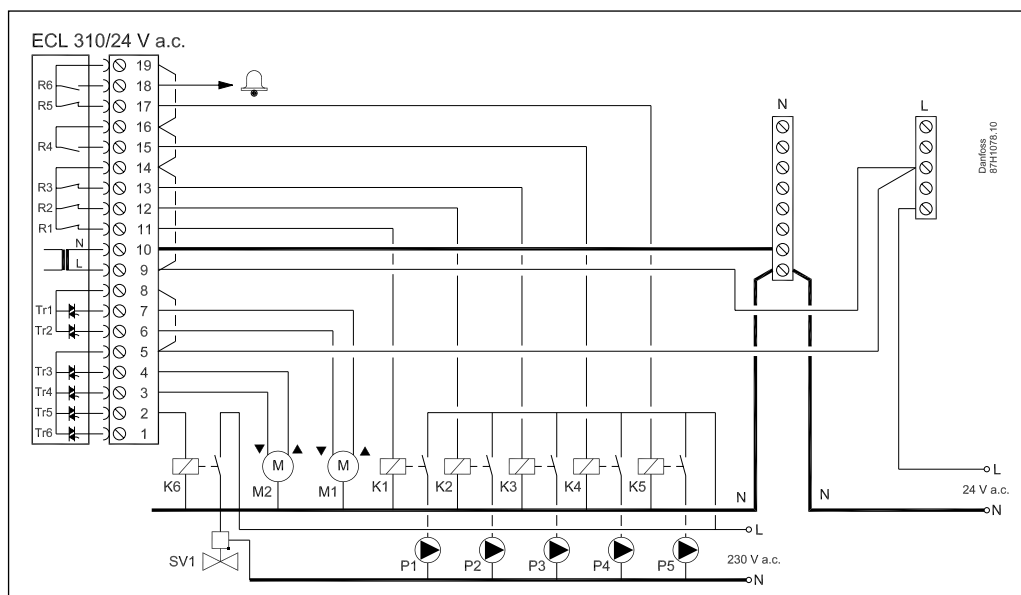 ECL 310/24 V a.c.
19
R6 18
R5 17
16
R4 15
14
R3 13
R2 12
R1 11
N 10
L 9
8
Tr1 7
Tr2 6
5
Tr3 4
Tr4 3
Tr5 2
Tr6 1
N
L
Danfoss
87H1078.10
K6
M
M2
M
M1
K1
K2
K3
K4
K5
N
N
L
24 V a.c.
N
SV1
P1
P2
P3
P4
P5
L
230 V a.c.
N